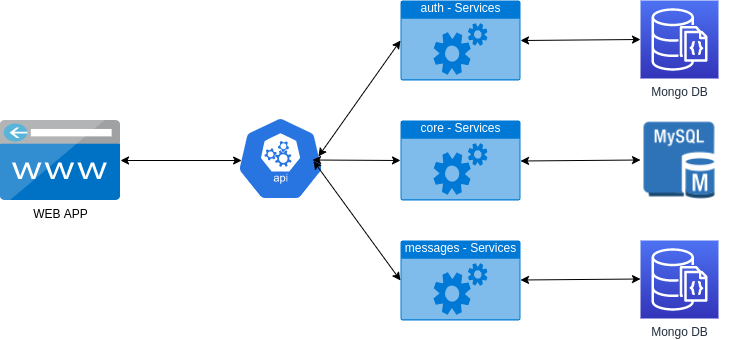 auth - Services
Mongo DB
WWW
WEB APP
api
core - Services
MySQL
M
messages - Services
Mongo DB